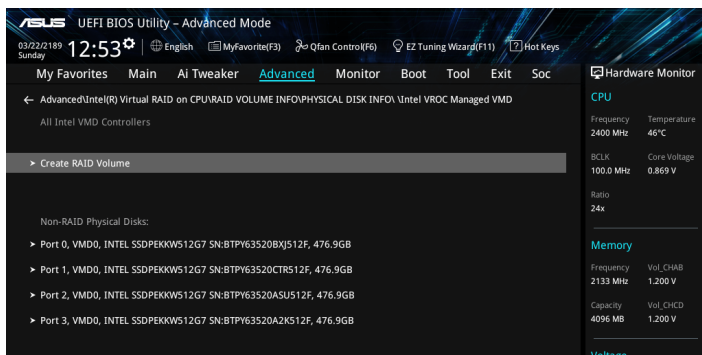 ASUS UEFI BIOS Utility – Advanced Mode
03/22/2189 Sunday 12:53 English MyFavorite(F3) Qfan Control(F6) EZ Tuning Wizard(F11) Hot Keys
My Favorites Main Ai Tweaker Advanced Monitor Boot Tool Exit Soc
← Advanced\Intel(R) Virtual RAID on CPU\RAID VOLUME INFO\PHYSICAL DISK INFO\ \Intel VROC Managed VMD
All Intel VMD Controllers
➤ Create RAID Volume
Non-RAID Physical Disks:
➤ Port 0, VMD0, INTEL SSDPEKKW512G7 SN:BTPY63520BXJ512F, 476.9GB
➤ Port 1, VMD0, INTEL SSDPEKKW512G7 SN:BTPY63520CTR512F, 476.9GB
➤ Port 2, VMD0, INTEL SSDPEKKW512G7 SN:BTPY63520ASU512F, 476.9GB
➤ Port 3, VMD0, INTEL SSDPEKKW512G7 SN:BTPY63520A2K512F, 476.9GB
Hardware Monitor
CPU
Frequency Temperature
2400 MHz 46°C
BCLK Core Voltage
100.0 MHz 0.869 V
Ratio
24x
Memory
Frequency Vol_CHAB
2133 MHz 1.200 V
Capacity Vol_CHCD
4096 MB 1.200 V
Voltage